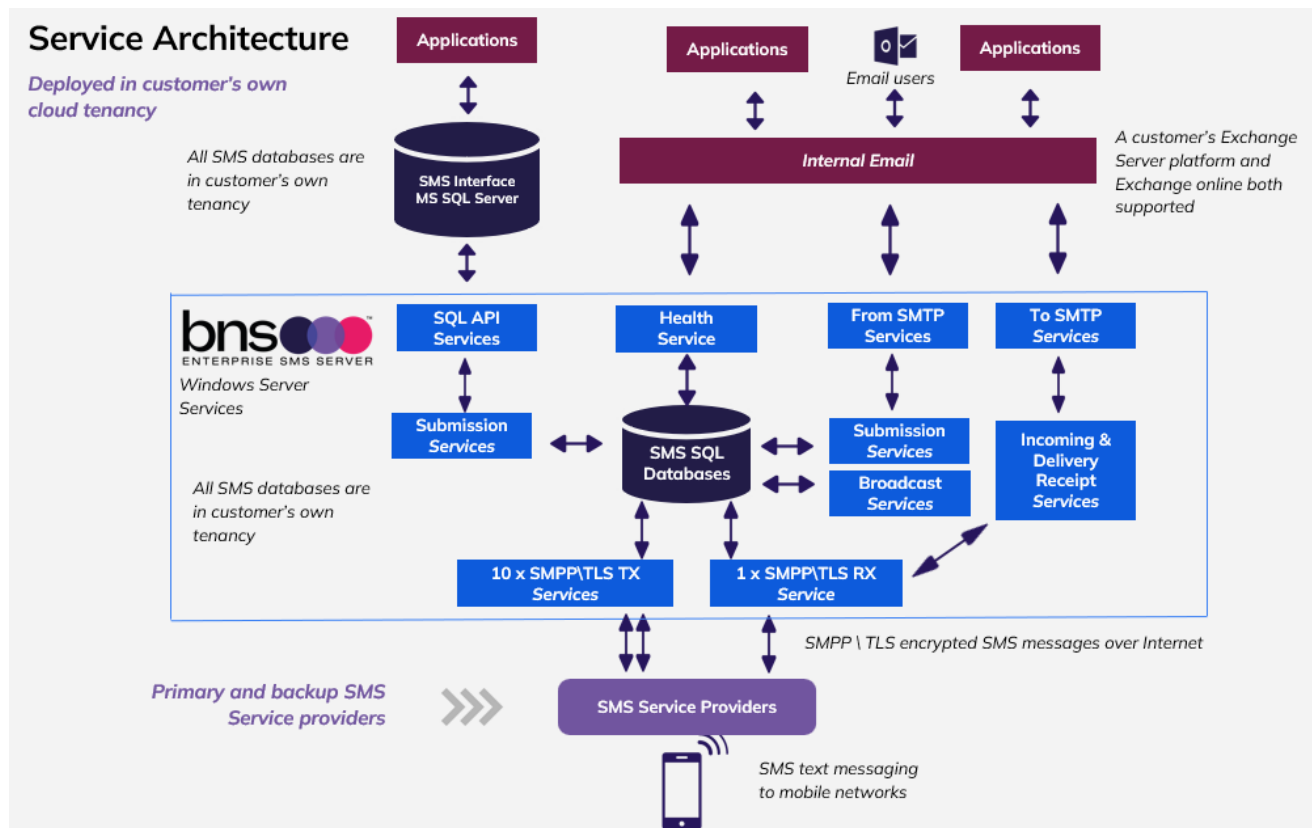 Service Architecture
Deployed in customer's own
cloud tenancy
Applications
Applications
Email users
Applications
All SMS databases are
in customer's own
tenancy
SMS Interface
MS SQL Server
Internal Email
A customer's Exchange
Server platform and
Exchange online both
supported
bns™
ENTERPRISE SMS SERVER
Windows Server
Services
SQL API
Services
Health
Service
From SMTP
Services
To SMTP
Services
Submission
Services
SMS SQL
Databases
Submission
Services
Broadcast
Services
Incoming &
Delivery
Receipt
Services
All SMS databases are
in customer's own
tenancy
10 x SMPP\TLS TX
Services
1 x SMPP\TLS RX
Service
SMPP \ TLS encrypted SMS messages over Internet
Primary and backup SMS
Service providers
SMS Service Providers
SMS text messaging
to mobile networks